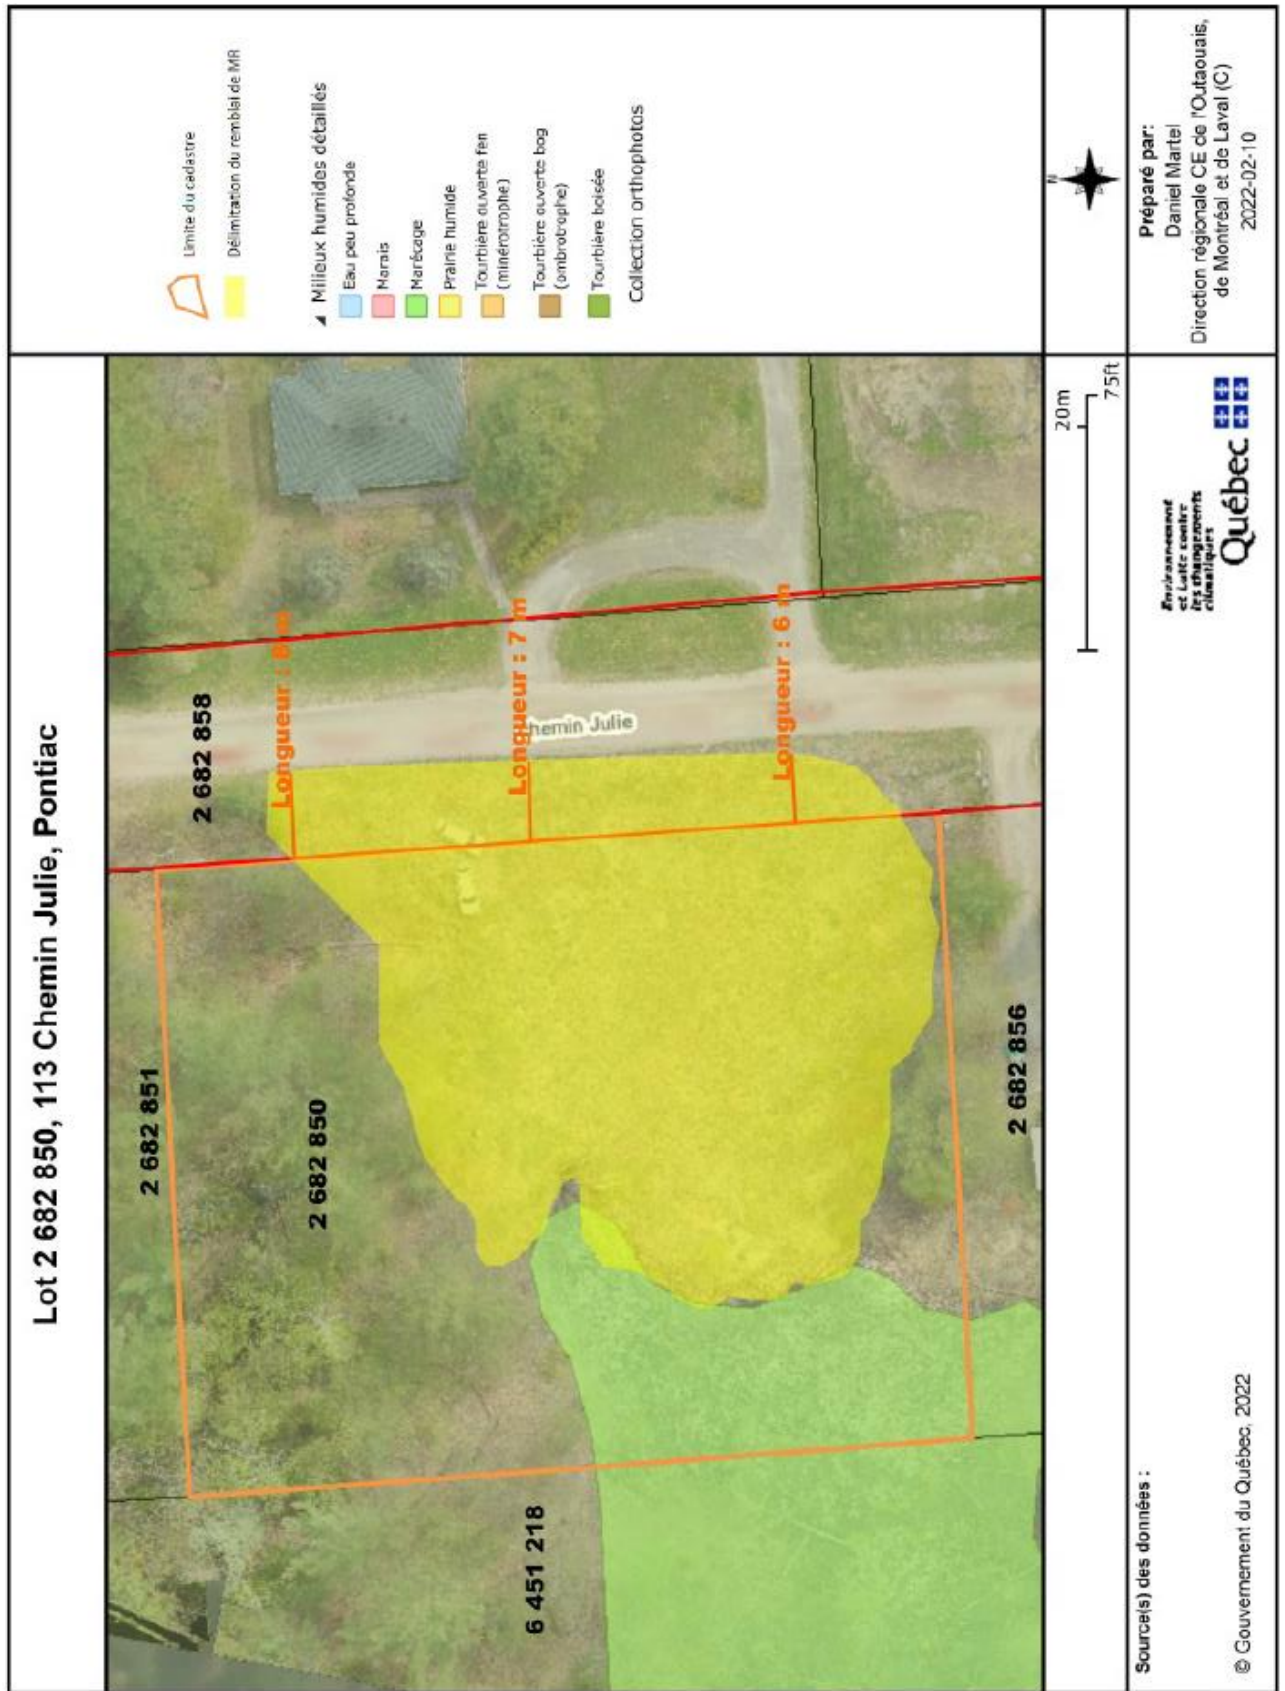 Lot 2 682 850, 113 Chemin Julie, Pontiac
2 682 851
2 682 850
6 451 218
2 682 858
2 682 856
Longueur : 8 m
Longueur : 7 m
Longueur : 6 m
hemin Julie
Limite du cadastre
Délimitation du remblai de MR
Milieux humides détaillés
Eau peu profonde
Marais
Marécage
Prairie humide
Tourbière ouverte fen
(minérotrophe)
Tourbière ouverte bog
(ombrotrophe)
Tourbière boisée
Collection orthophotos
20m
75ft
N
Source(s) des données :
© Gouvernement du Québec, 2022
Environnement
et Lutte contre
les changements
climatiques
Québec
Préparé par:
Daniel Martel
Direction régionale CE de l'Outaouais,
de Montréal et de Laval (C)
2022-02-10